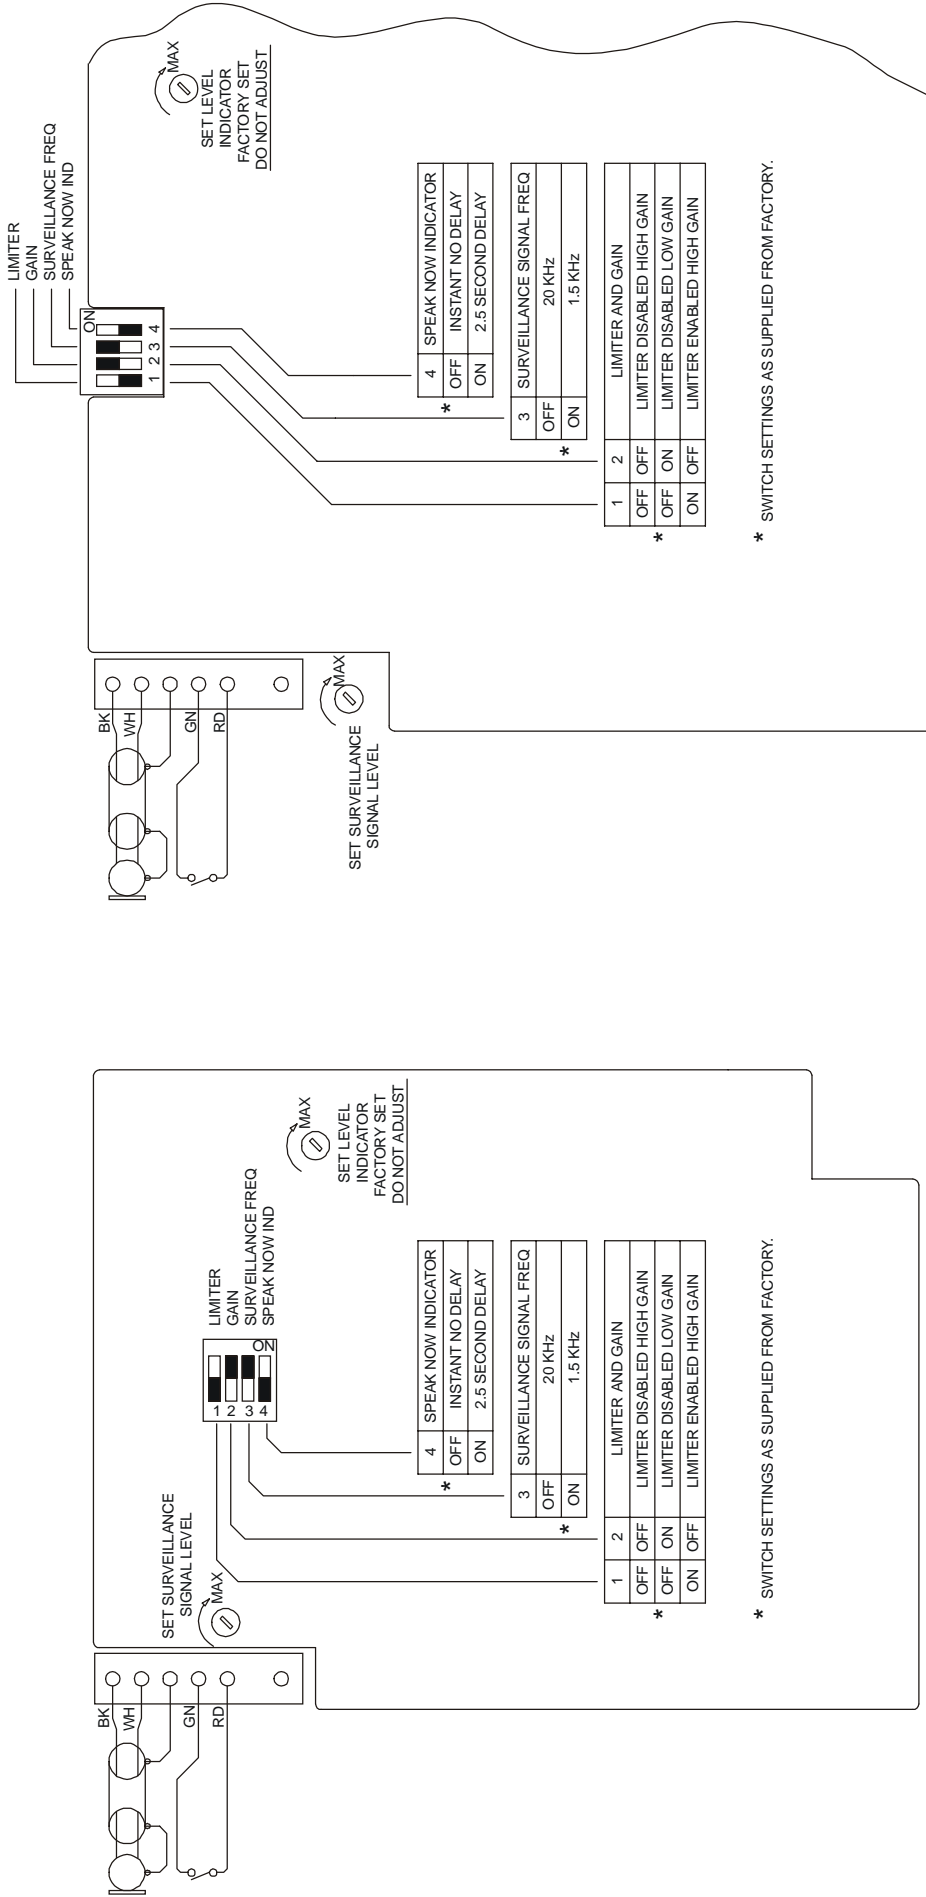 BK
WH
GN
RD
SET SURVEILLANCE
SIGNAL LEVEL
MAX
1 2 3 4
ON
LIMITER
GAIN
SURVEILLANCE FREQ
SPEAK NOW IND
MAX
SET LEVEL
INDICATOR
FACTORY SET
DO NOT ADJUST
4 SPEAK NOW INDICATOR
* OFF INSTANT NO DELAY
ON 2.5 SECOND DELAY
3 SURVEILLANCE SIGNAL FREQ
OFF 20 KHz
* ON 1.5 KHz
1 2 LIMITER AND GAIN
OFF OFF LIMITER DISABLED HIGH GAIN
* OFF ON LIMITER DISABLED LOW GAIN
ON OFF LIMITER ENABLED HIGH GAIN
* SWITCH SETTINGS AS SUPPLIED FROM FACTORY.
BK
WH
GN
RD
SET SURVEILLANCE
SIGNAL LEVEL
MAX
LIMITER
GAIN
SURVEILLANCE FREQ
SPEAK NOW IND
ON
1 2 3 4
MAX
SET LEVEL
INDICATOR
FACTORY SET
DO NOT ADJUST
4 SPEAK NOW INDICATOR
* OFF INSTANT NO DELAY
ON 2.5 SECOND DELAY
3 SURVEILLANCE SIGNAL FREQ
OFF 20 KHz
* ON 1.5 KHz
1 2 LIMITER AND GAIN
OFF OFF LIMITER DISABLED HIGH GAIN
* OFF ON LIMITER DISABLED LOW GAIN
ON OFF LIMITER ENABLED HIGH GAIN
* SWITCH SETTINGS AS SUPPLIED FROM FACTORY.